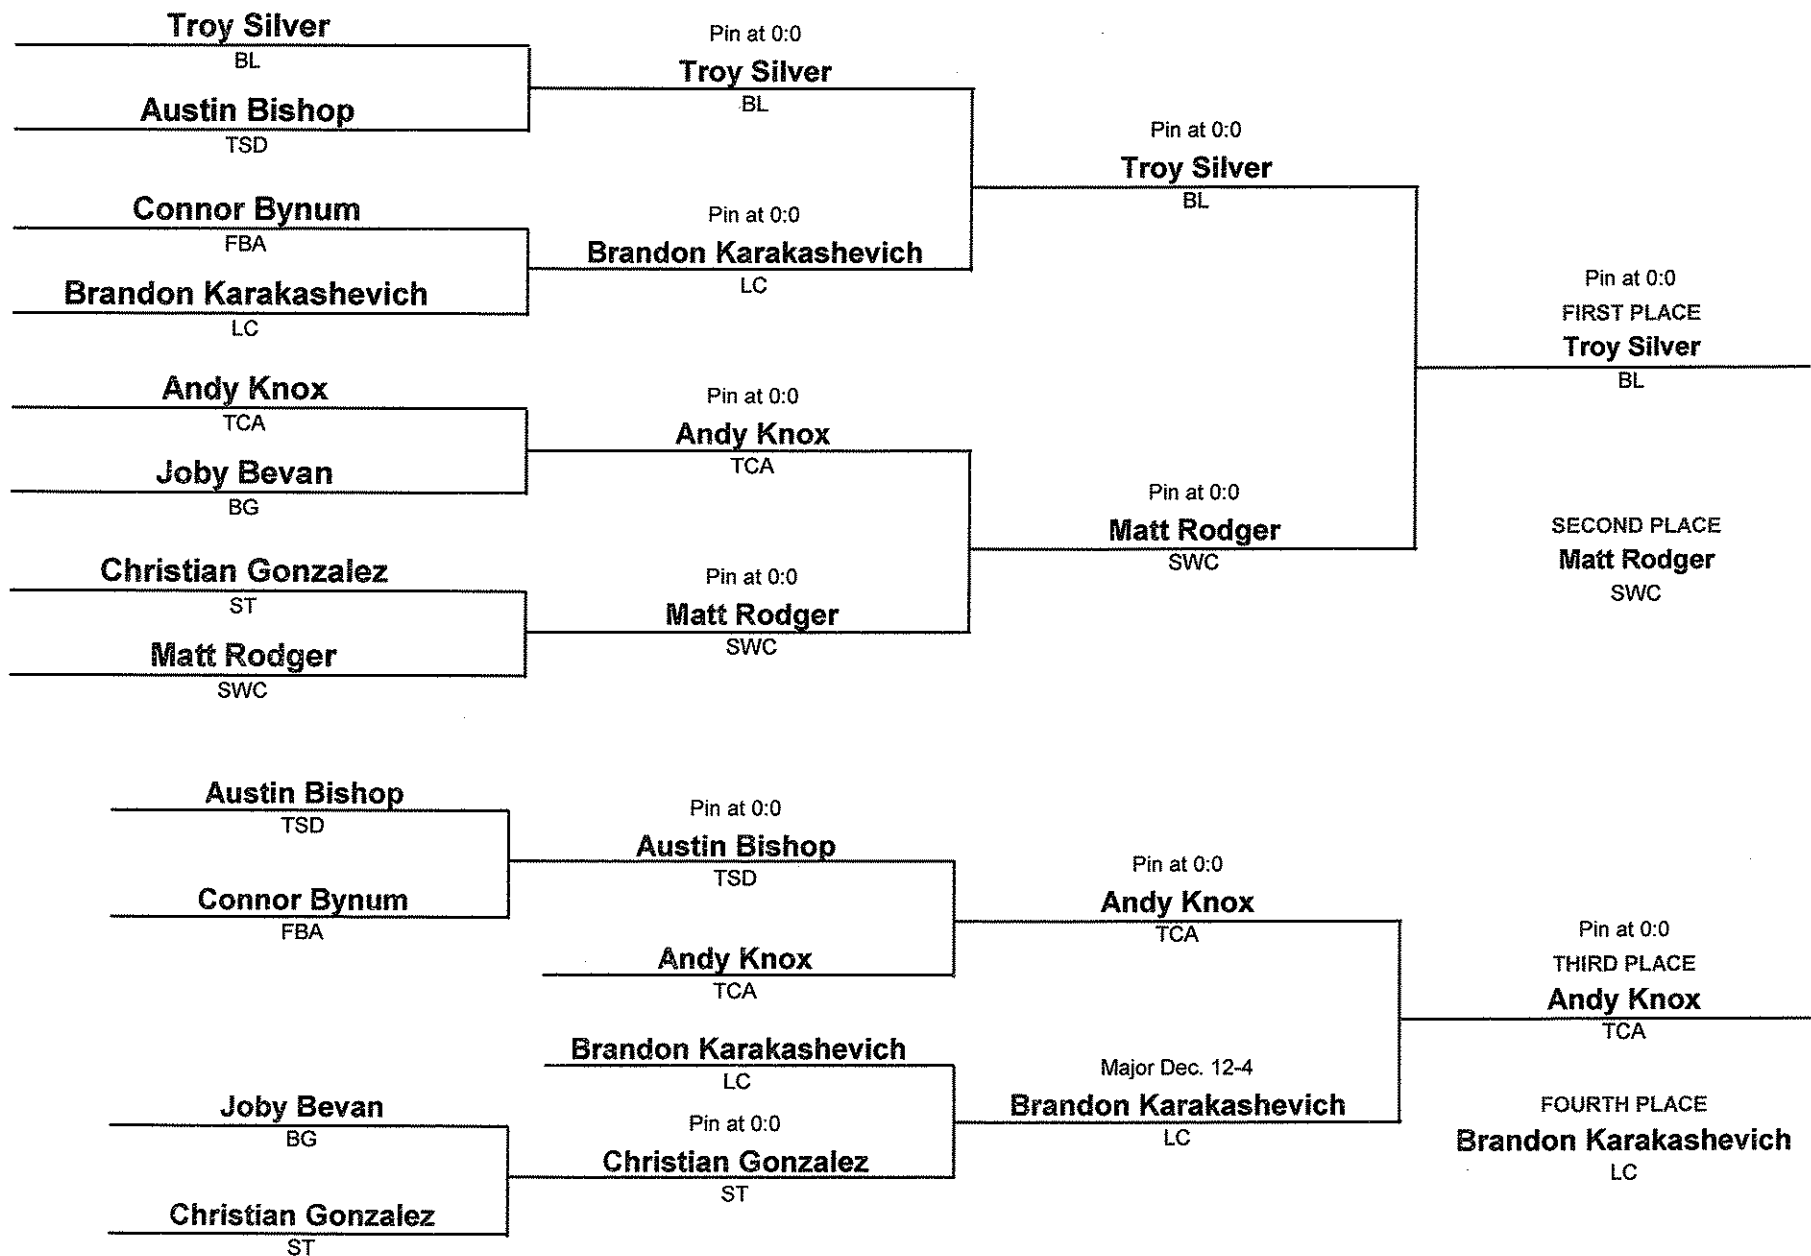 Troy Silver
BL
Austin Bishop
TSD
Connor Bynum
FBA
Brandon Karakashevich
LC
Andy Knox
TCA
Joby Bevan
BG
Christian Gonzalez
ST
Matt Rodger
SWC
Pin at 0:0
Troy Silver
BL
Pin at 0:0
Brandon Karakashevich
LC
Pin at 0:0
Andy Knox
TCA
Pin at 0:0
Matt Rodger
SWC
Pin at 0:0
Troy Silver
BL
Pin at 0:0
Matt Rodger
SWC
Pin at 0:0
FIRST PLACE
Troy Silver
BL
SECOND PLACE
Matt Rodger
SWC
Austin Bishop
TSD
Connor Bynum
FBA
Joby Bevan
BG
Christian Gonzalez
ST
Pin at 0:0
Austin Bishop
TSD
Andy Knox
TCA
Brandon Karakashevich
LC
Pin at 0:0
Christian Gonzalez
ST
Pin at 0:0
Andy Knox
TCA
Major Dec. 12-4
Brandon Karakashevich
LC
Pin at 0:0
THIRD PLACE
Andy Knox
TCA
FOURTH PLACE
Brandon Karakashevich
LC